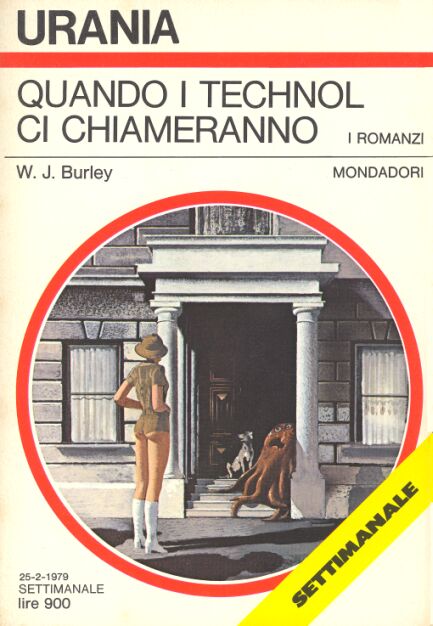 URANIA
QUANDO I TECHNOL
CI CHIAMERANNO
I ROMANZI
W. J. Burley
MONDADORI
25-2-1979
SETTIMANALE
lire 900
SETTIMANALE